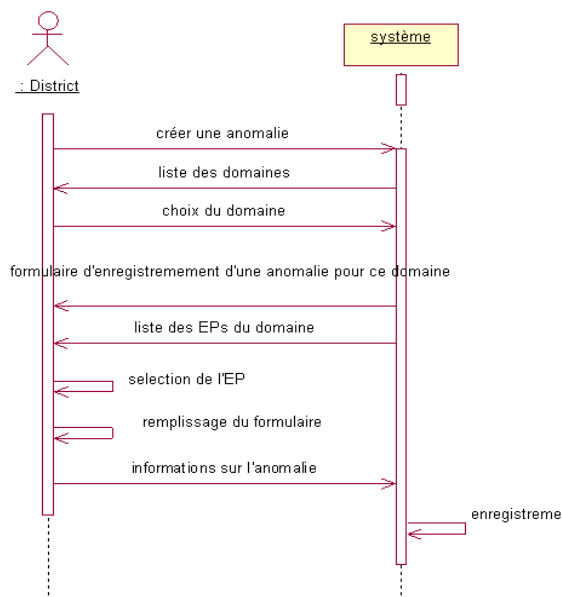 : District
système
créer une anomalie
liste des domaines
choix du domaine
formulaire d'enregistremement d'une anomalie pour ce domaine
liste des EPs du domaine
selection de l'EP
remplissage du formulaire
informations sur l'anomalie
enregistreme